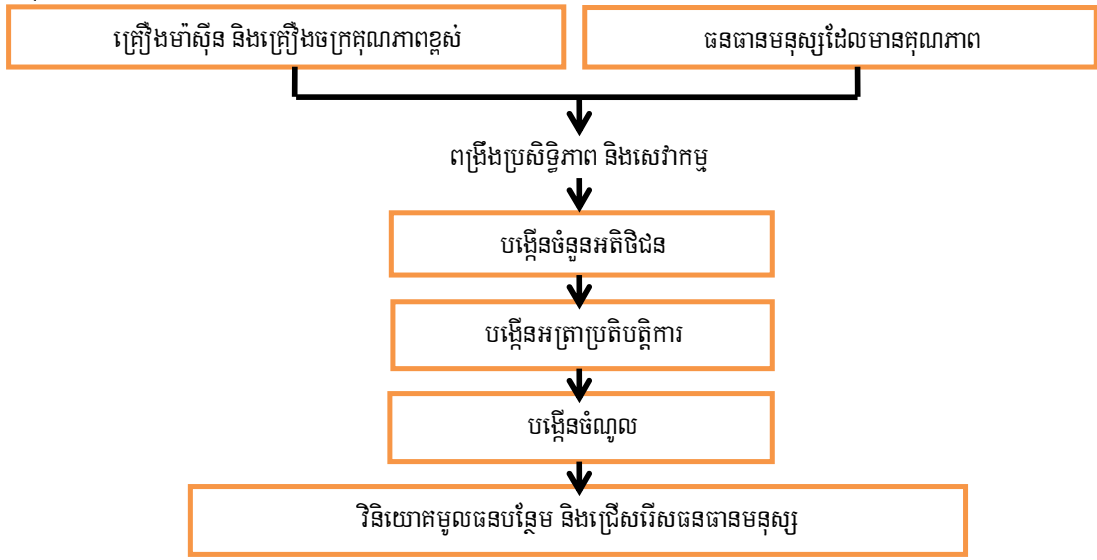 គ្រឿងម៉ាស៊ីន និងគ្រឿងចក្រគុណភាពខ្ពស់
ធនធានមនុស្សដែលមានគុណភាព
ពង្រឹងប្រសិទ្ធិភាព និងសេវាកម្ម
បង្កើនចំនួនអតិថិជន
បង្កើនអត្រាប្រតិបត្តិការ
បង្កើនចំណូល
វិនិយោគមូលធនបន្ថែម និងជ្រើសរើសធនធានមនុស្ស